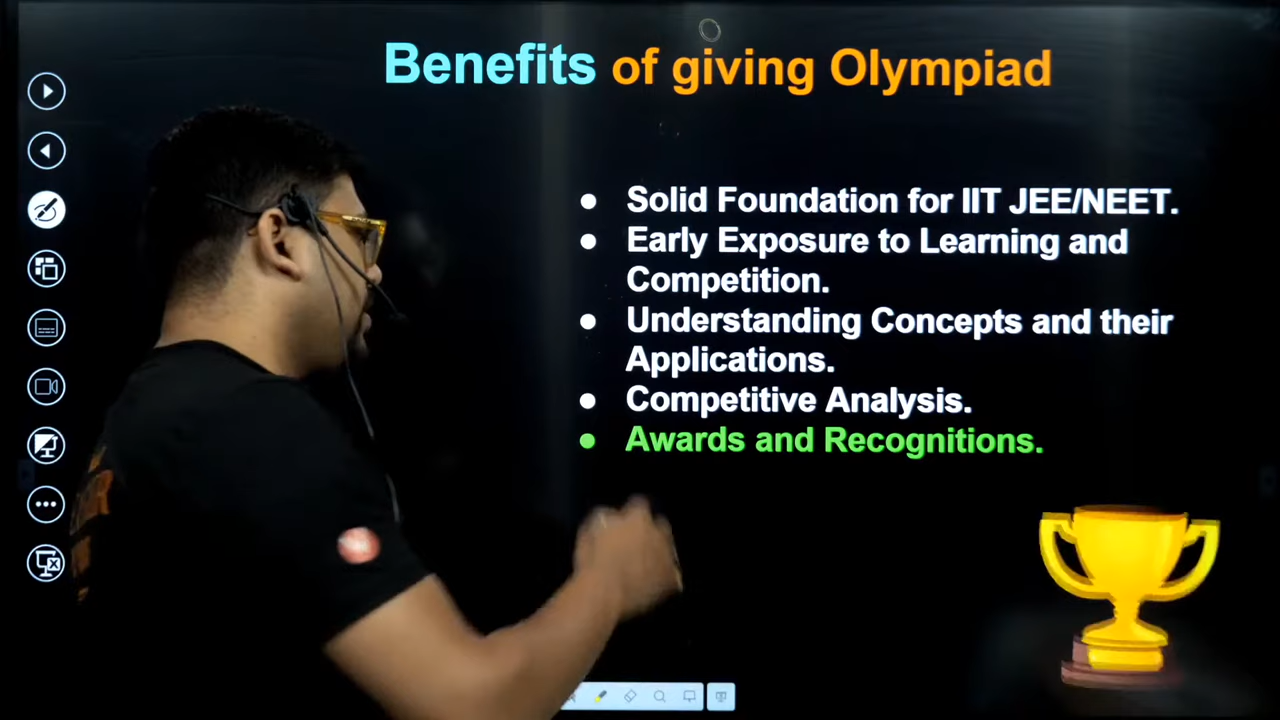 Benefits of giving Olympiad
● Solid Foundation for IIT JEE/NEET.
● Early Exposure to Learning and
Competition.
● Understanding Concepts and their
Applications.
● Competitive Analysis.
● Awards and Recognitions.